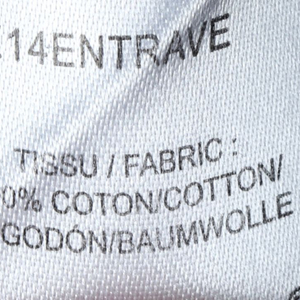 14ENTRAVE
TISSU / FABRIC :
0% COTON/COTTON/
GODÓN/BAUMWOLLE